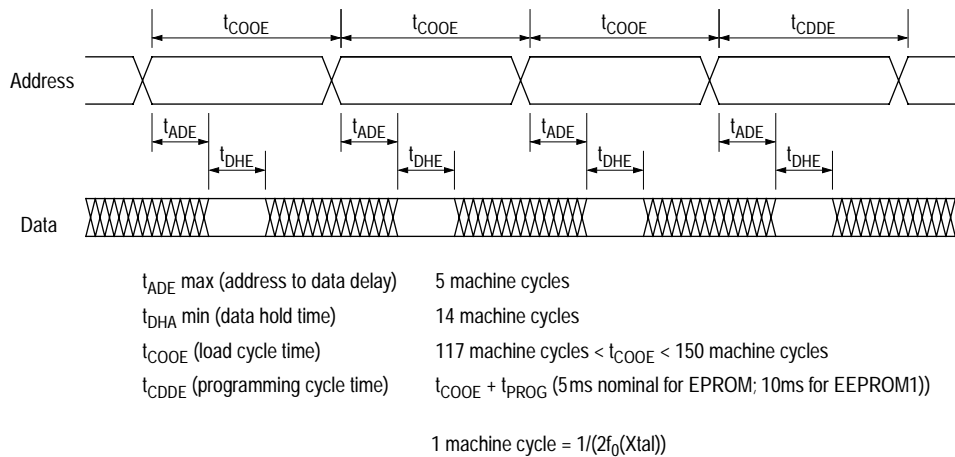 tCOOE tCOOE tCOOE tCDDE
Address
tADE tADE tADE tADE
tDHE tDHE tDHE tDHE
Data
tADE max (address to data delay) 5 machine cycles
tDHA min (data hold time) 14 machine cycles
tCOOE (load cycle time) 117 machine cycles < tCOOE < 150 machine cycles
tCDDE (programming cycle time) tCOOE + tPROG (5ms nominal for EPROM; 10ms for EEPROM1))
1 machine cycle = 1/(2f0(Xtal))